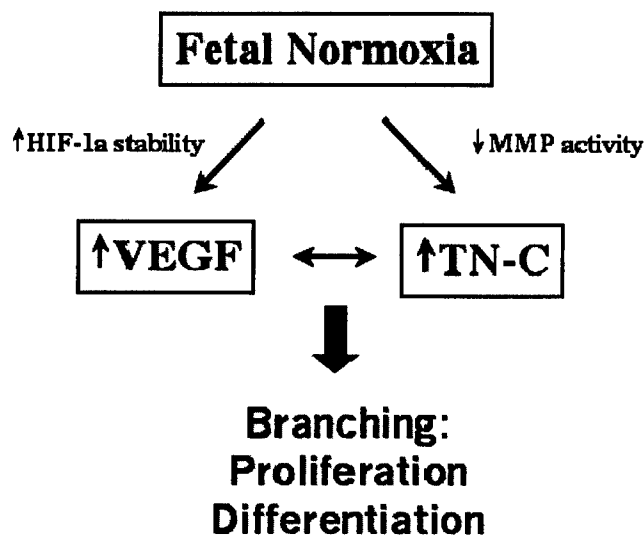 Fetal Normoxia
↑HIF-1a stability
↓MMP activity
↑VEGF
↑TN-C
Branching:
Proliferation
Differentiation